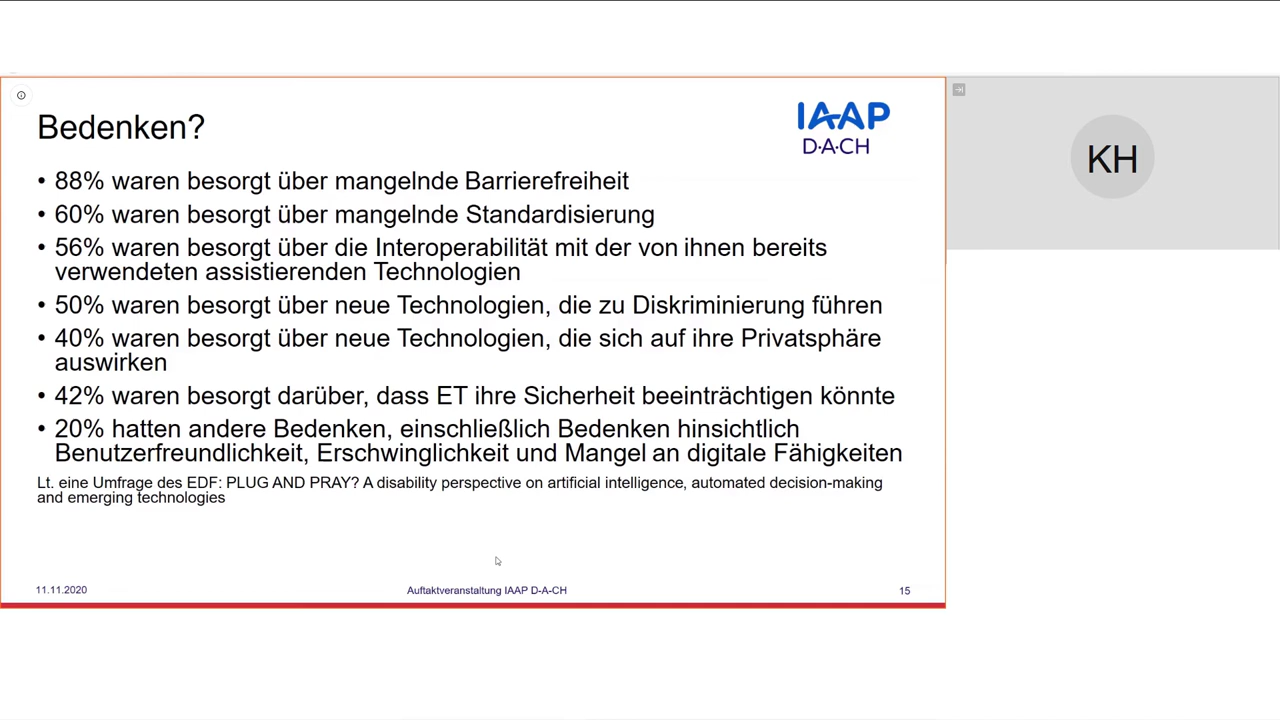 Bedenken?
IAAP
D·A·CH
KH
• 88% waren besorgt über mangelnde Barrierefreiheit
• 60% waren besorgt über mangelnde Standardisierung
• 56% waren besorgt über die Interoperabilität mit der von ihnen bereits
verwendeten assistierenden Technologien
• 50% waren besorgt über neue Technologien, die zu Diskriminierung führen
• 40% waren besorgt über neue Technologien, die sich auf ihre Privatsphäre
auswirken
• 42% waren besorgt darüber, dass ET ihre Sicherheit beeinträchtigen könnte
• 20% hatten andere Bedenken, einschließlich Bedenken hinsichtlich
Benutzerfreundlichkeit, Erschwinglichkeit und Mangel an digitale Fähigkeiten
Lt. eine Umfrage des EDF: PLUG AND PRAY? A disability perspective on artificial intelligence, automated decision-making
and emerging technologies
11.11.2020
Auftaktveranstaltung IAAP D-A-CH
15